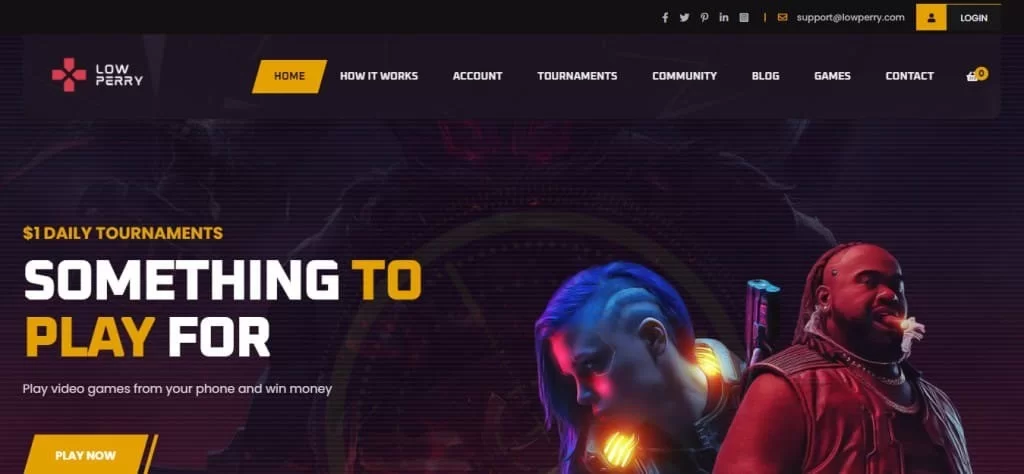 support@lowperry.com
LOGIN
LOW
PERRY
HOME
HOW IT WORKS
ACCOUNT
TOURNAMENTS
COMMUNITY
BLOG
GAMES
CONTACT
0
$1 DAILY TOURNAMENTS
SOMETHING TO
PLAY FOR
Play video games from your phone and win money
PLAY NOW